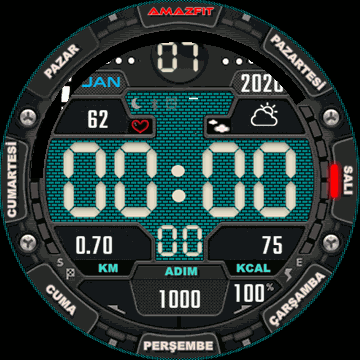 AMAZFIT
PAZAR
PAZARTESİ
07
JAN
2020
62
CUMARTESİ
SALI
00:00
0.70
00
75
KM
ADIM
KCAL
S
E
1000
100%
CUMA
ÇARŞAMBA
PERŞEMBE